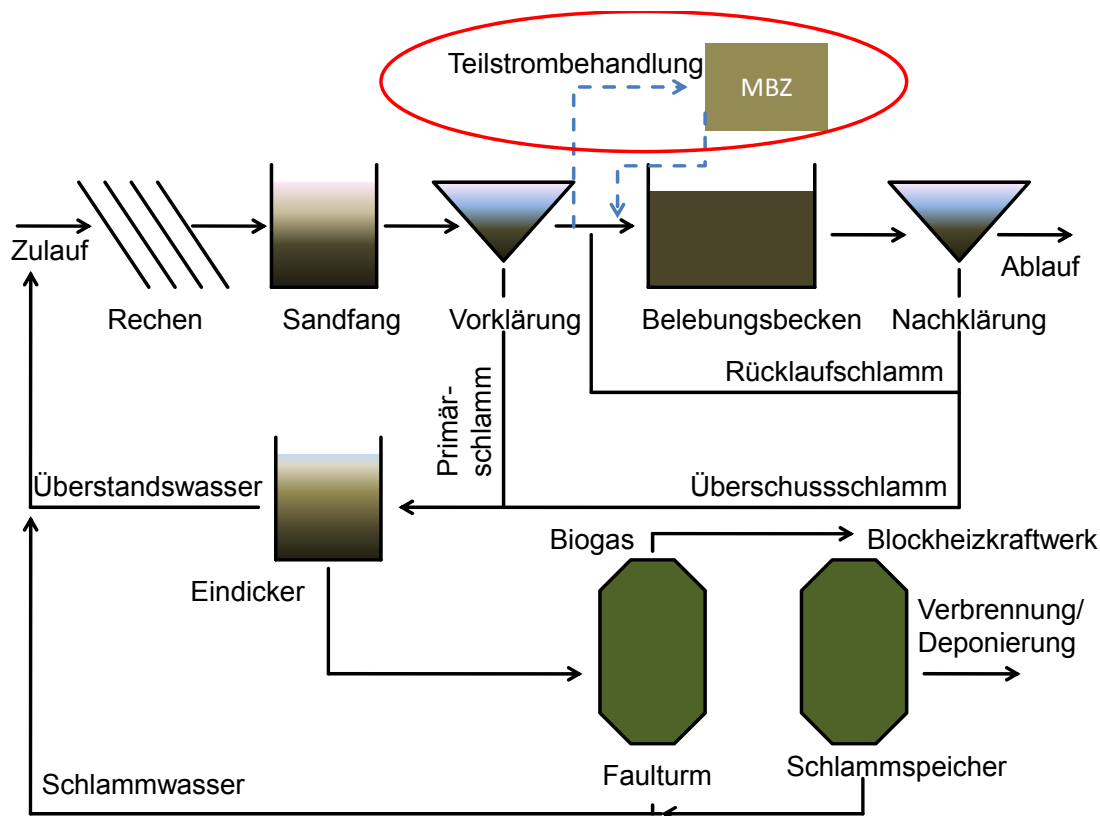 Teilstrombehandlung
MBZ
Zulauf
Ablauf
Rechen
Sandfang
Vorklärung
Belebungsbecken
Nachklärung
Rücklaufschlamm
Primär-
schlamm
Überstandswasser
Überschussschlamm
Biogas
Blockheizkraftwerk
Eindicker
Verbrennung/
Deponierung
Schlammwasser
Faulturm
Schlammspeicher